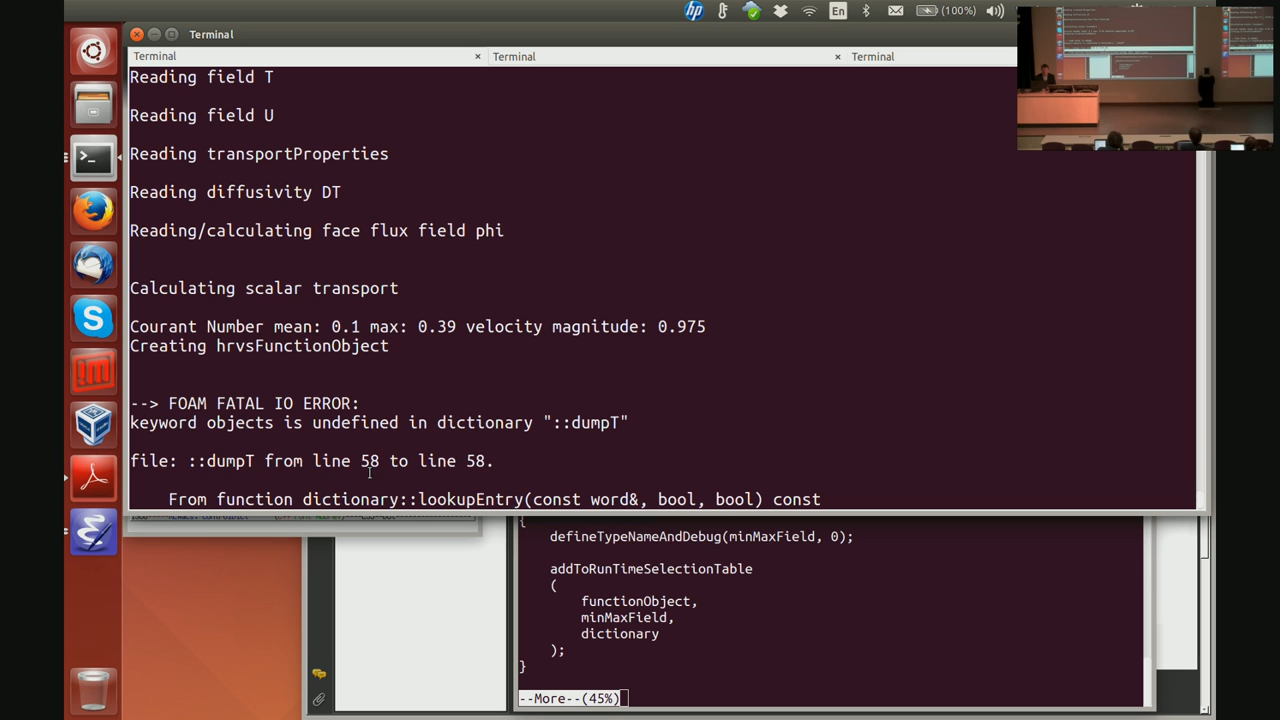 En
(100%)
Terminal
Terminal
Terminal
Terminal
Reading field T
Reading field U
Reading transportProperties
Reading diffusivity DT
Reading/calculating face flux field phi
Calculating scalar transport
Courant Number mean: 0.1 max: 0.39 velocity magnitude: 0.975
Creating hrvsFunctionObject
--> FOAM FATAL IO ERROR:
keyword objects is undefined in dictionary "::dumpT"
file: ::dumpT from line 58 to line 58.
From function dictionary::lookupEntry(const word&, bool, bool) const
{
defineTypeNameAndDebug(minMaxField, 0);
addToRunTimeSelectionTable
(
functionObject,
minMaxField,
dictionary
);
}
--More--(45%)